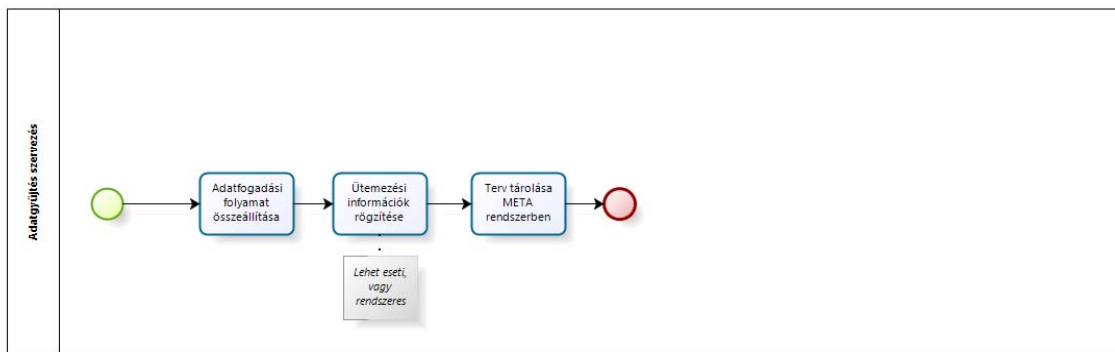 Adatgyűjtés szervezés
Adatfogadási
folyamat
összeállítása
Ütemezési
információk
rögzítése
Terv tárolása
META
rendszerben
Lehet eseti,
vagy
rendszeres